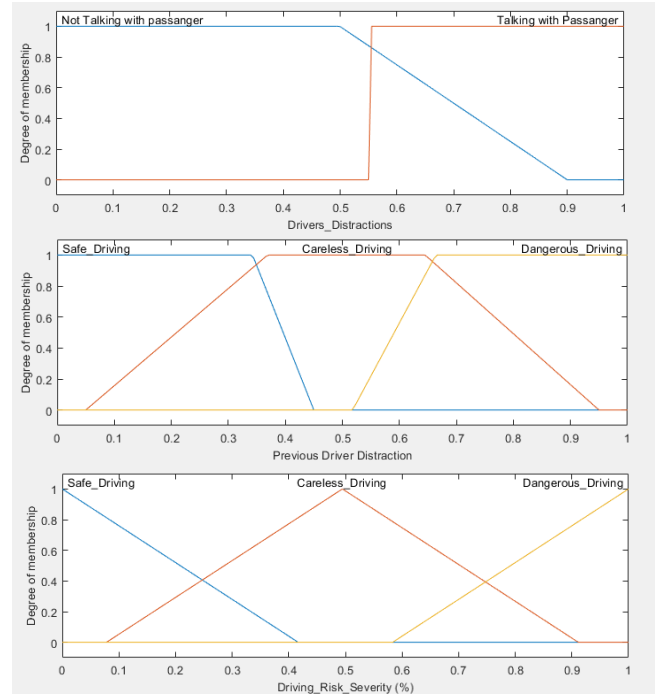 Not Talking with passanger Talking with Passanger
1
0.8
0.6
0.4
0.2
0
Degree of membership
0 0.1 0.2 0.3 0.4 0.5 0.6 0.7 0.8 0.9 1
Drivers_Distractions
Safe_Driving Careless_Driving Dangerous_Driving
1
0.8
0.6
0.4
0.2
0
Degree of membership
0 0.1 0.2 0.3 0.4 0.5 0.6 0.7 0.8 0.9 1
Previous Driver Distraction
Safe_Driving Careless_Driving Dangerous_Driving
1
0.8
0.6
0.4
0.2
0
Degree of membership
0 0.1 0.2 0.3 0.4 0.5 0.6 0.7 0.8 0.9 1
Driving_Risk_Severity (%)